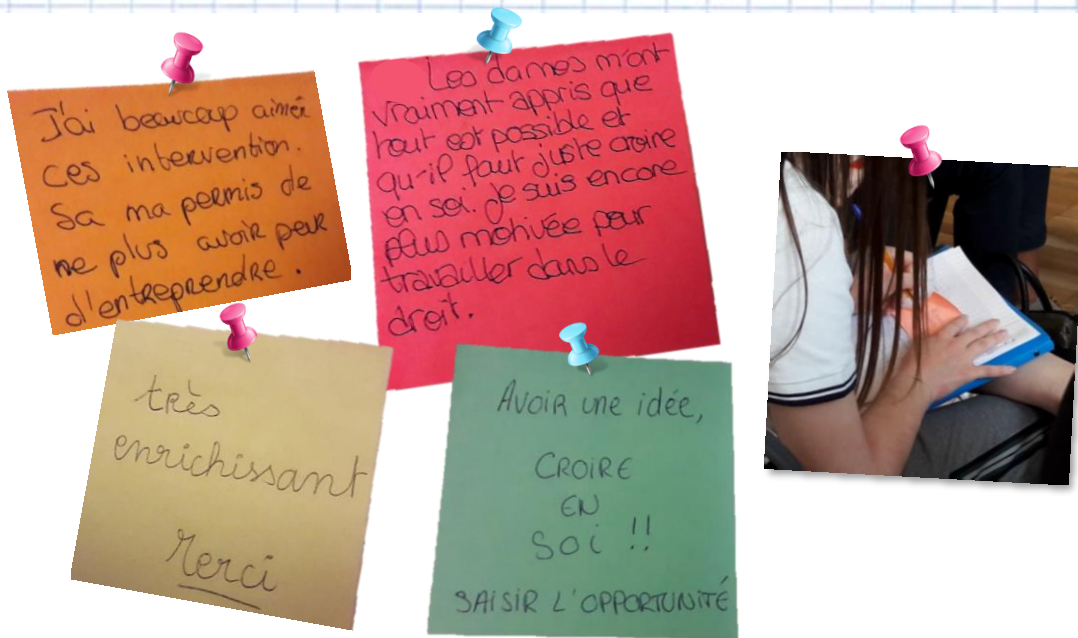 J'ai beaucoup aimée
ces intervention.
Sa ma permis de
ne plus avoir peur
d'entreprendre.
Les dames m'ont
vraiment appris que
tout est possible et
qu-il faut juste croire
en soi. je suis encore
plus motivée pour
travailler dans le
droit.
très
enrichissant
Merci
Avoir une idée,
CROIRE
EN
Soi !!
SAISIR L'OPPORTUNITÉ